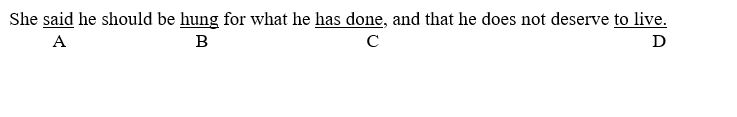 She said he should be hung for what he has done, and that he does not deserve to live.
A B C D